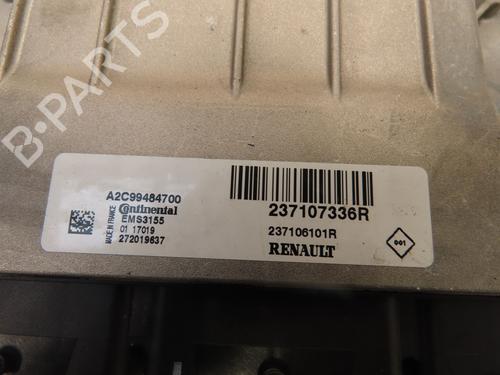 B-PARTS
A2C99484700
Continental
EMS3155
01 17019
272019637
MADE IN FRANCE
237107336R
237106101R
RENAULT
001